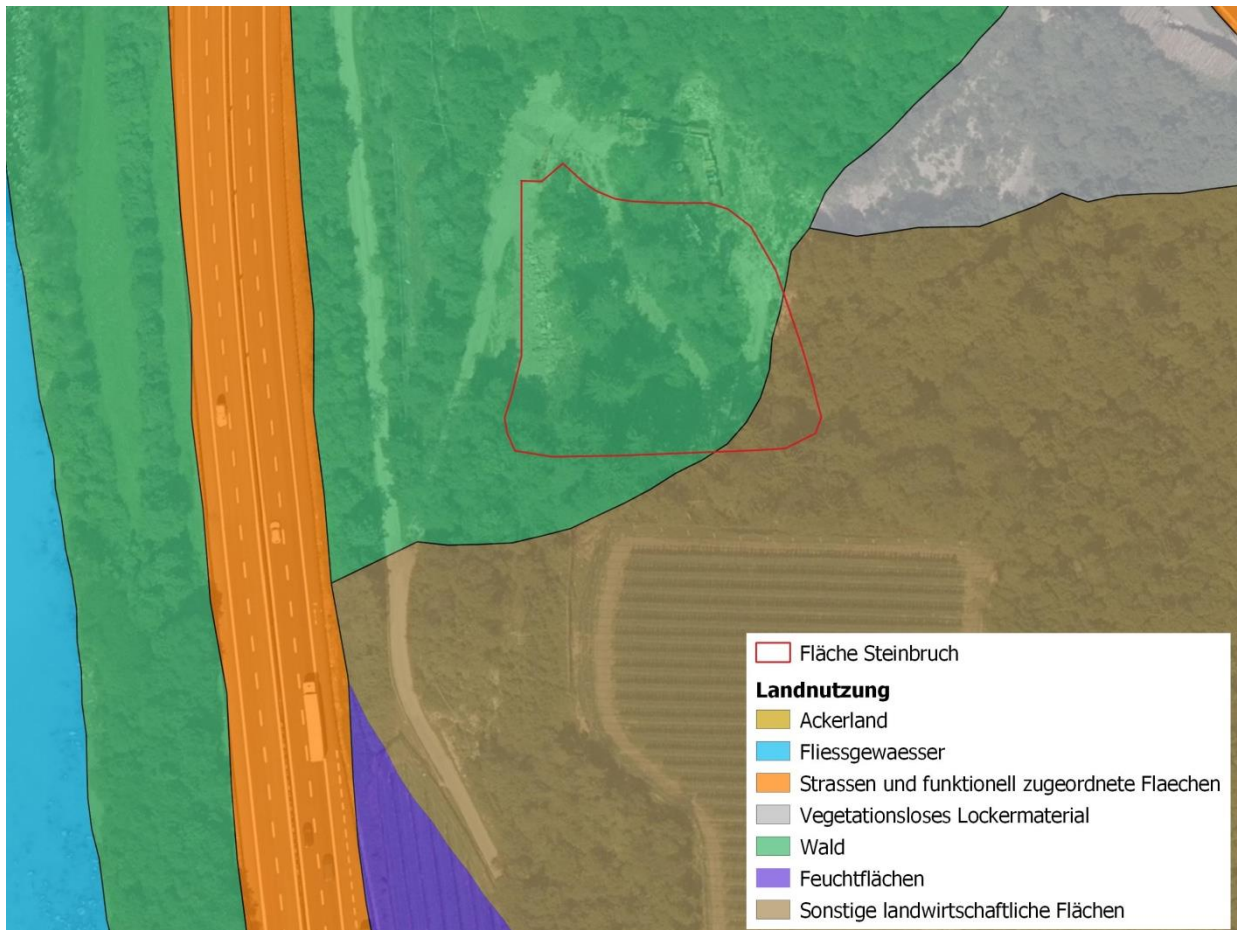 Fläche Steinbruch
Landnutzung
Ackerland
Fliessgewaesser
Strassen und funktionell zugeordnete Flaechen
Vegetationsloses Lockermaterial
Wald
Feuchtflächen
Sonstige landwirtschaftliche Flächen